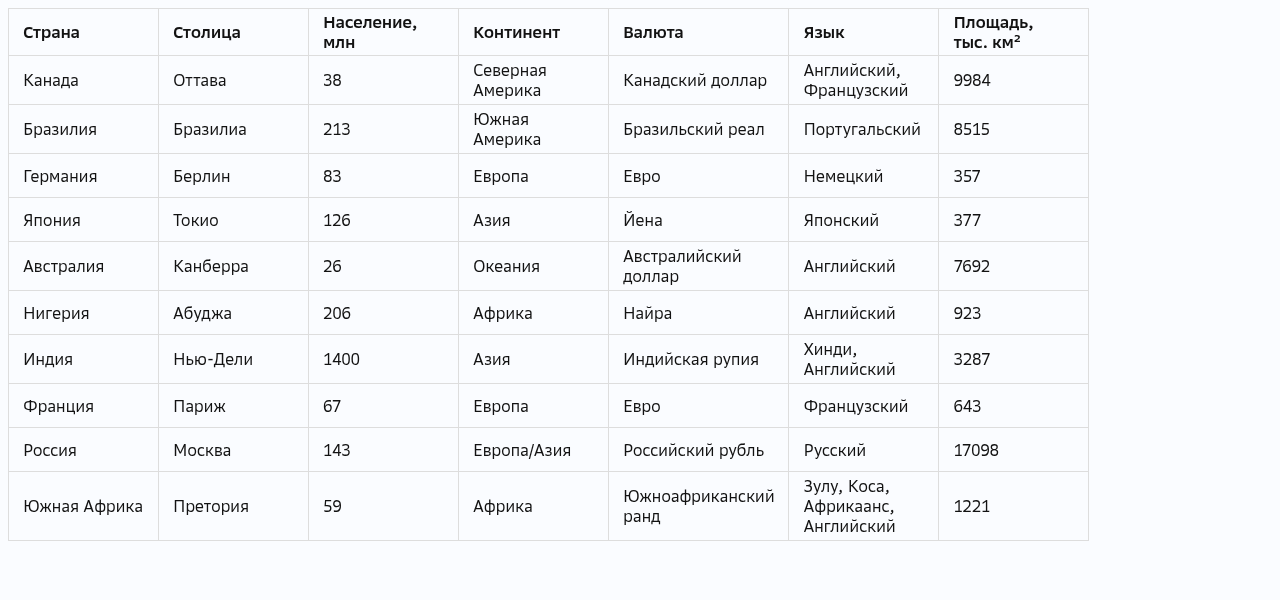 Страна Столица Население, млн Континент Валюта Язык Площадь, тыс. км²
Канада Оттава 38 Северная Америка Канадский доллар Английский, Французский 9984
Бразилия Бразилиа 213 Южная Америка Бразильский реал Португальский 8515
Германия Берлин 83 Европа Евро Немецкий 357
Япония Токио 126 Азия Йена Японский 377
Австралия Канберра 26 Океания Австралийский доллар Английский 7692
Нигерия Абуджа 206 Африка Найра Английский 923
Индия Нью-Дели 1400 Азия Индийская рупия Хинди, Английский 3287
Франция Париж 67 Европа Евро Французский 643
Россия Москва 143 Европа/Азия Российский рубль Русский 17098
Южная Африка Претория 59 Африка Южноафриканский ранд Зулу, Коса, Африкаанс, Английский 1221